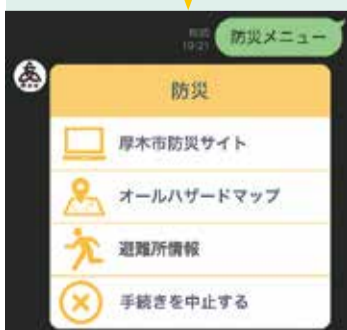 既読
19:21
防災メニュー
防災
厚木市防災サイト
オールハザードマップ
避難所情報
手続きを中止する